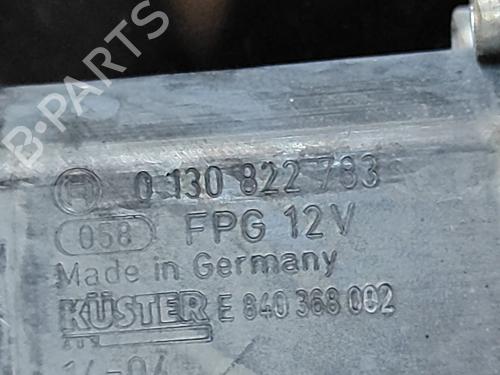 B-PARTS
0 130 822 783
058 FPG 12V
Made in Germany
KÜSTER E 840 368 002